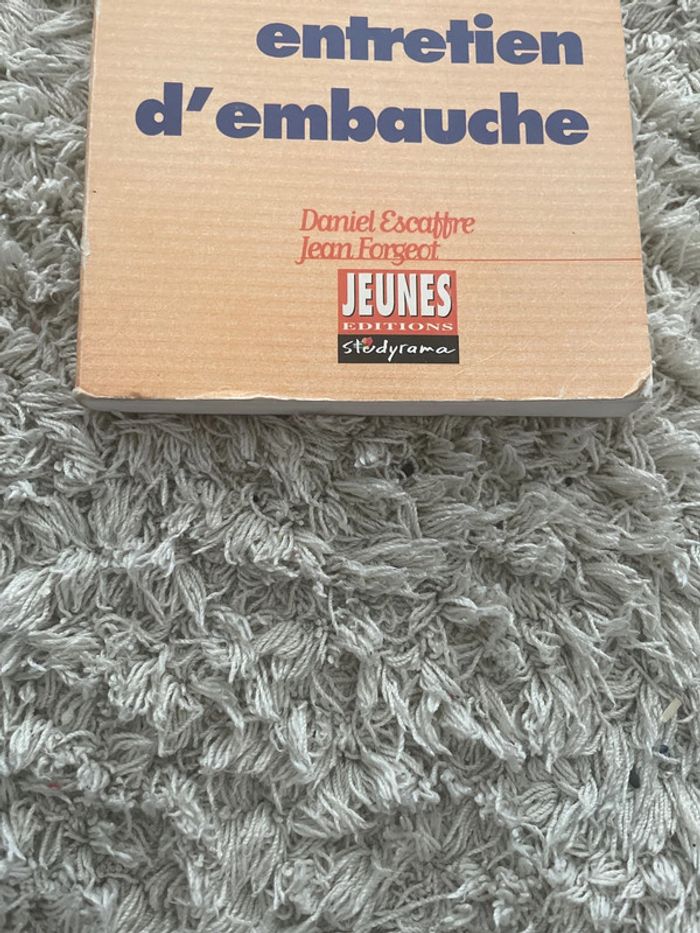 entretien
d'embauche
Daniel Escaffre
Jean Forgeot
JEUNES
EDITIONS
studyrama